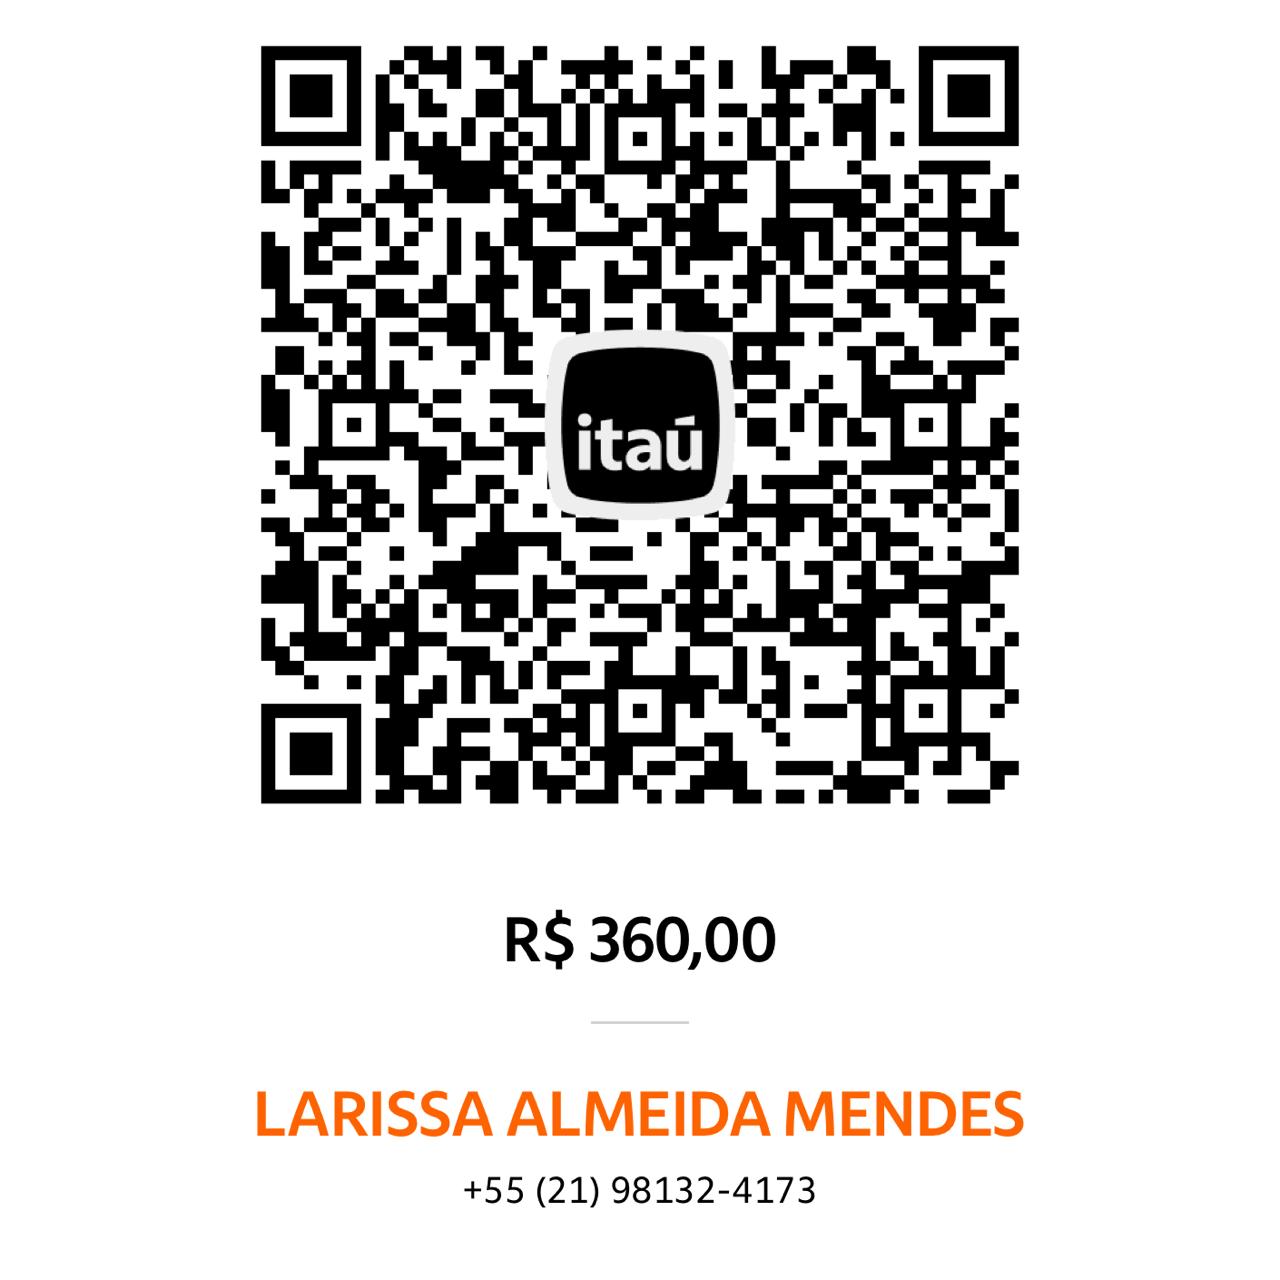 itaú
R$ 360,00
LARISSA ALMEIDA MENDES
+55 (21) 98132-4173